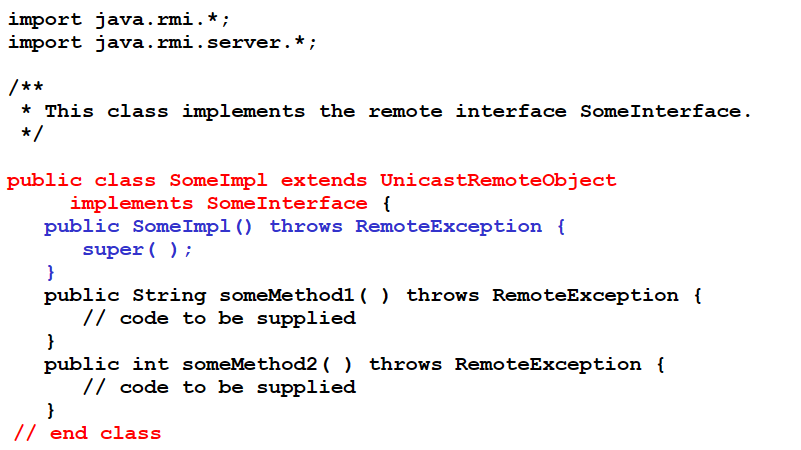 import java.rmi.*;
import java.rmi.server.*;
/**
 * This class implements the remote interface SomeInterface.
 */
public class SomeImpl extends UnicastRemoteObject
     implements SomeInterface {
   public SomeImpl() throws RemoteException {
      super( );
   }
   public String someMethod1( ) throws RemoteException {
      // code to be supplied
   }
   public int someMethod2( ) throws RemoteException {
      // code to be supplied
   }
// end class